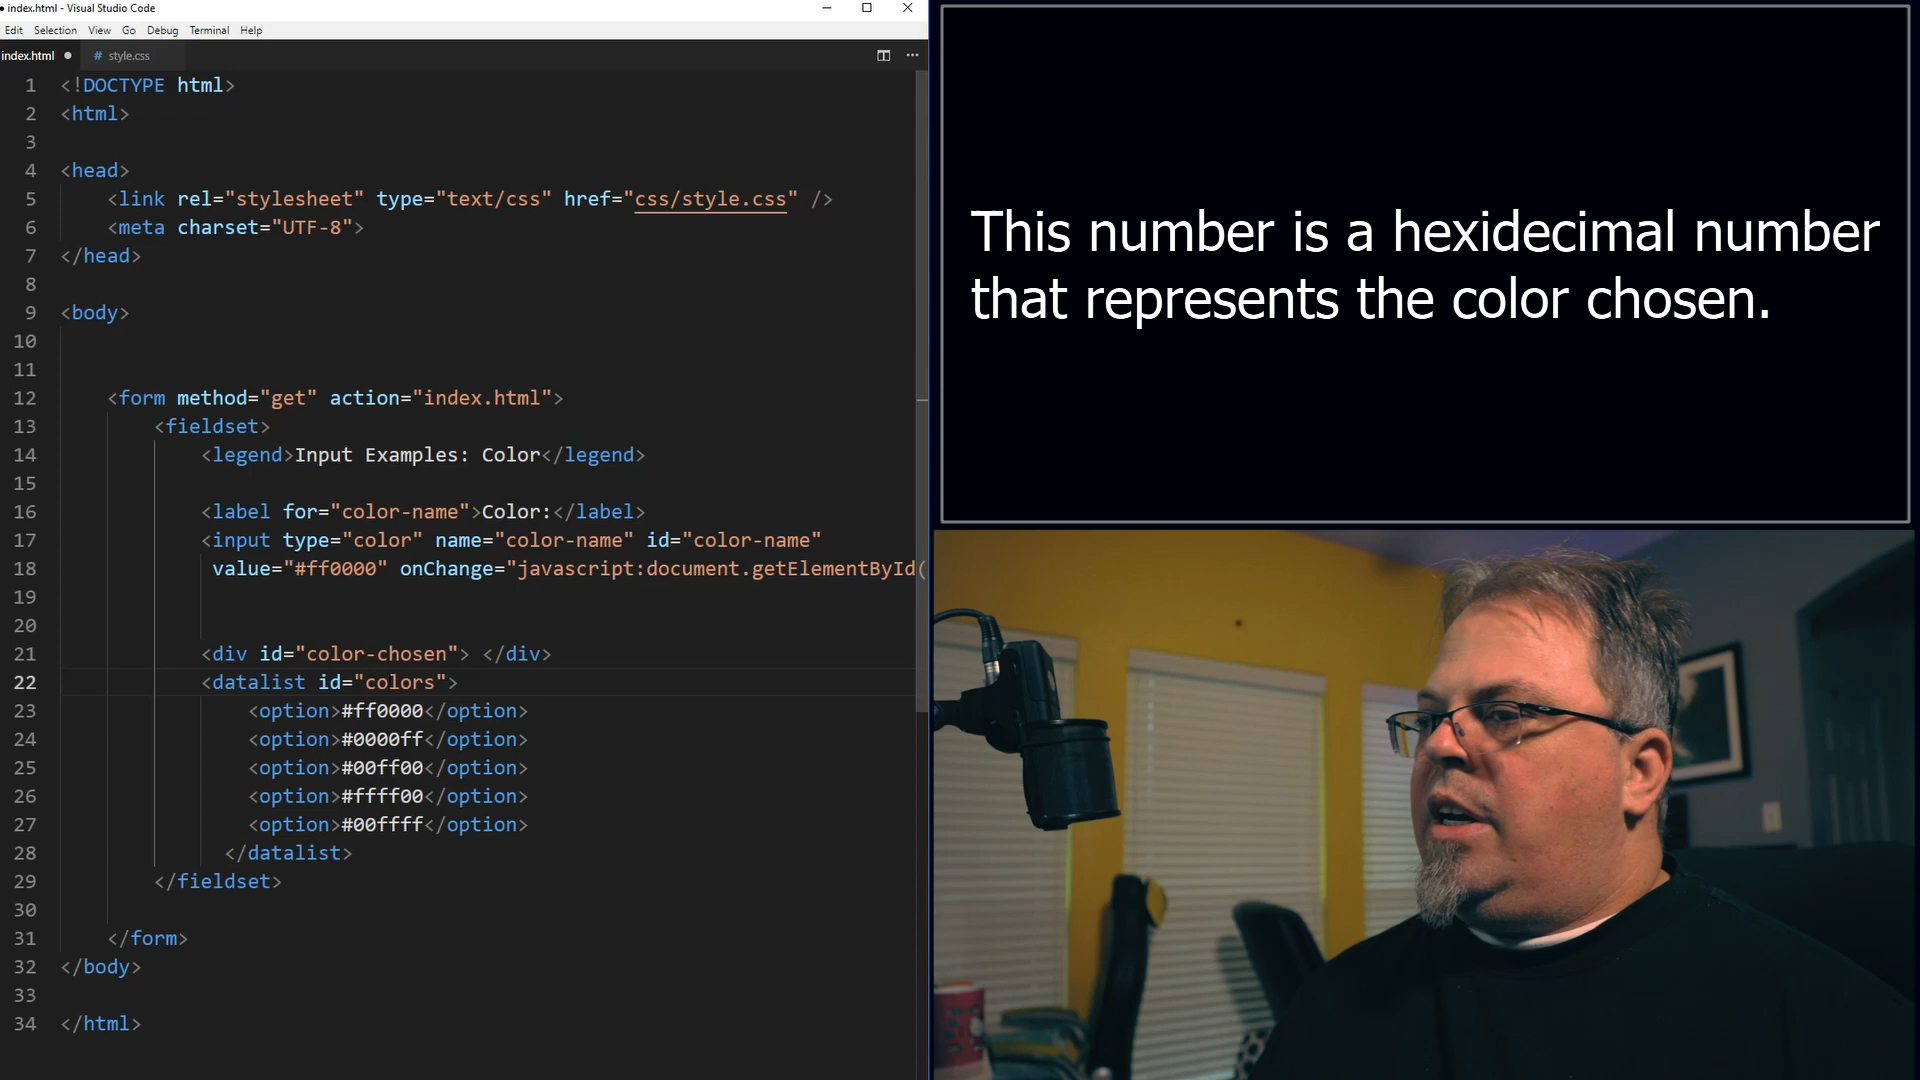 index.html - Visual Studio Code
Edit Selection View Go Debug Terminal Help
index.html # style.css
1 <!DOCTYPE html>
2 <html>
3
4 <head>
5 <link rel="stylesheet" type="text/css" href="css/style.css" />
6 <meta charset="UTF-8">
7 </head>
8
9 <body>
10
11
12 <form method="get" action="index.html">
13 <fieldset>
14 <legend>Input Examples: Color</legend>
15
16 <label for="color-name">Color:</label>
17 <input type="color" name="color-name" id="color-name"
18 value="#ff0000" onChange="javascript:document.getElementById(
19
20
21 <div id="color-chosen"> </div>
22 <datalist id="colors">
23 <option>#ff0000</option>
24 <option>#0000ff</option>
25 <option>#00ff00</option>
26 <option>#ffff00</option>
27 <option>#00ffff</option>
28 </datalist>
29 </fieldset>
30
31 </form>
32 </body>
33
34 </html>
This number is a hexidecimal number
that represents the color chosen.